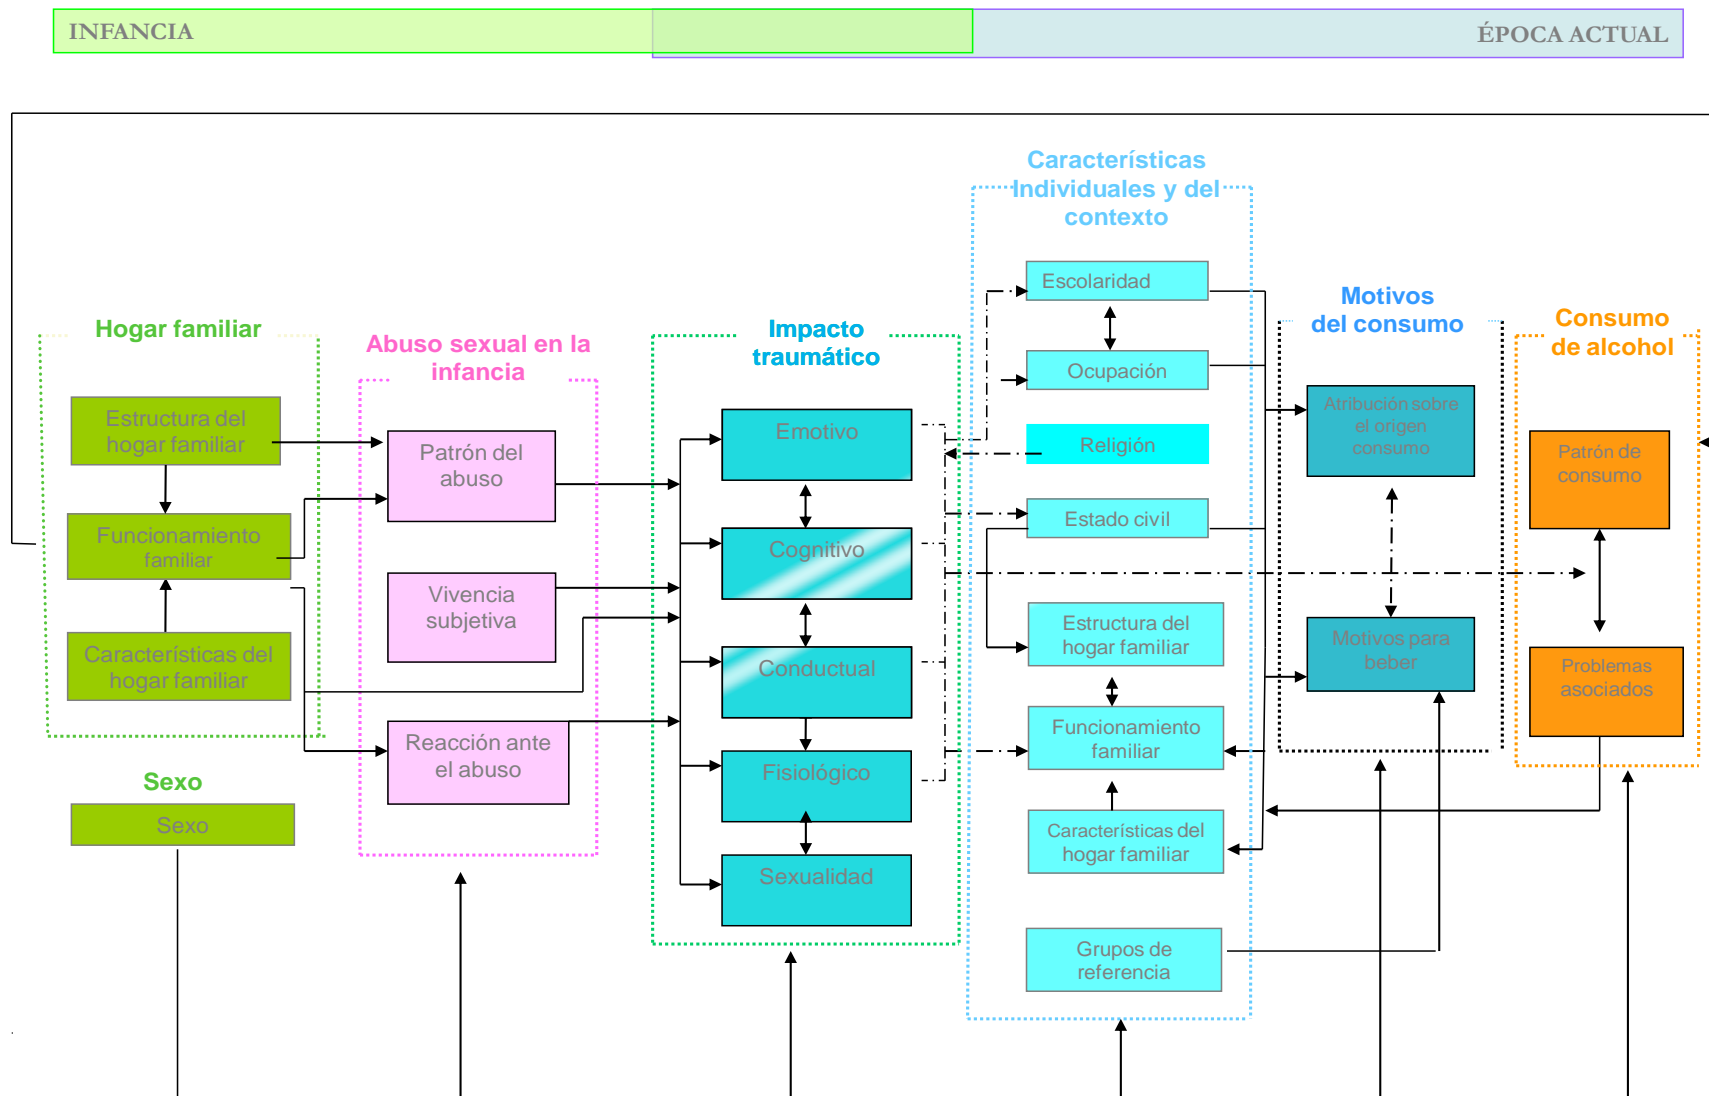 INFANCIA
ÉPOCA ACTUAL
Hogar familiar
Estructura del
hogar familiar
Funcionamiento
familiar
Características del
hogar familiar
Sexo
Sexo
Abuso sexual en la
infancia
Patrón del
abuso
Vivencia
subjetiva
Reacción ante
el abuso
Impacto
traumático
Emotivo
Cognitivo
Conductual
Fisiológico
Sexualidad
Características
Individuales y del
contexto
Escolaridad
Ocupación
Religión
Estado civil
Estructura del
hogar familiar
Funcionamiento
familiar
Características del
hogar familiar
Grupos de
referencia
Motivos
del consumo
Atribución sobre
el origen
consumo
Motivos para
beber
Consumo
de alcohol
Patrón de
consumo
Problemas
asociados